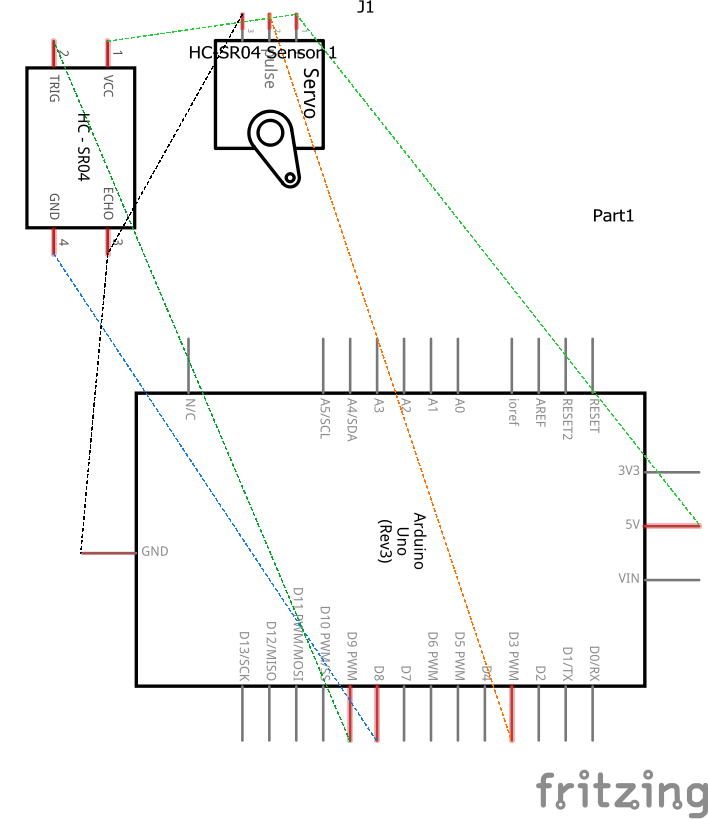 J1
HC-SR04 Sensor 1
3
2
1
pulse
Servo
2
1
TRIG
VCC
HC - SR04
GND
ECHO
4
3
Part1
N/C
A5/SCL
A4/SDA
A3
A2
A1
A0
ioref
AREF
RESET2
RESET
3V3
5V
VIN
GND
Arduino
Uno
(Rev3)
D13/SCK
D12/MISO
D11 PWM/MOSI
D10 PWM/SS
D9 PWM
D8
D7
D6 PWM
D5 PWM
D4
D3 PWM
D2
D1/TX
D0/RX
fritzing